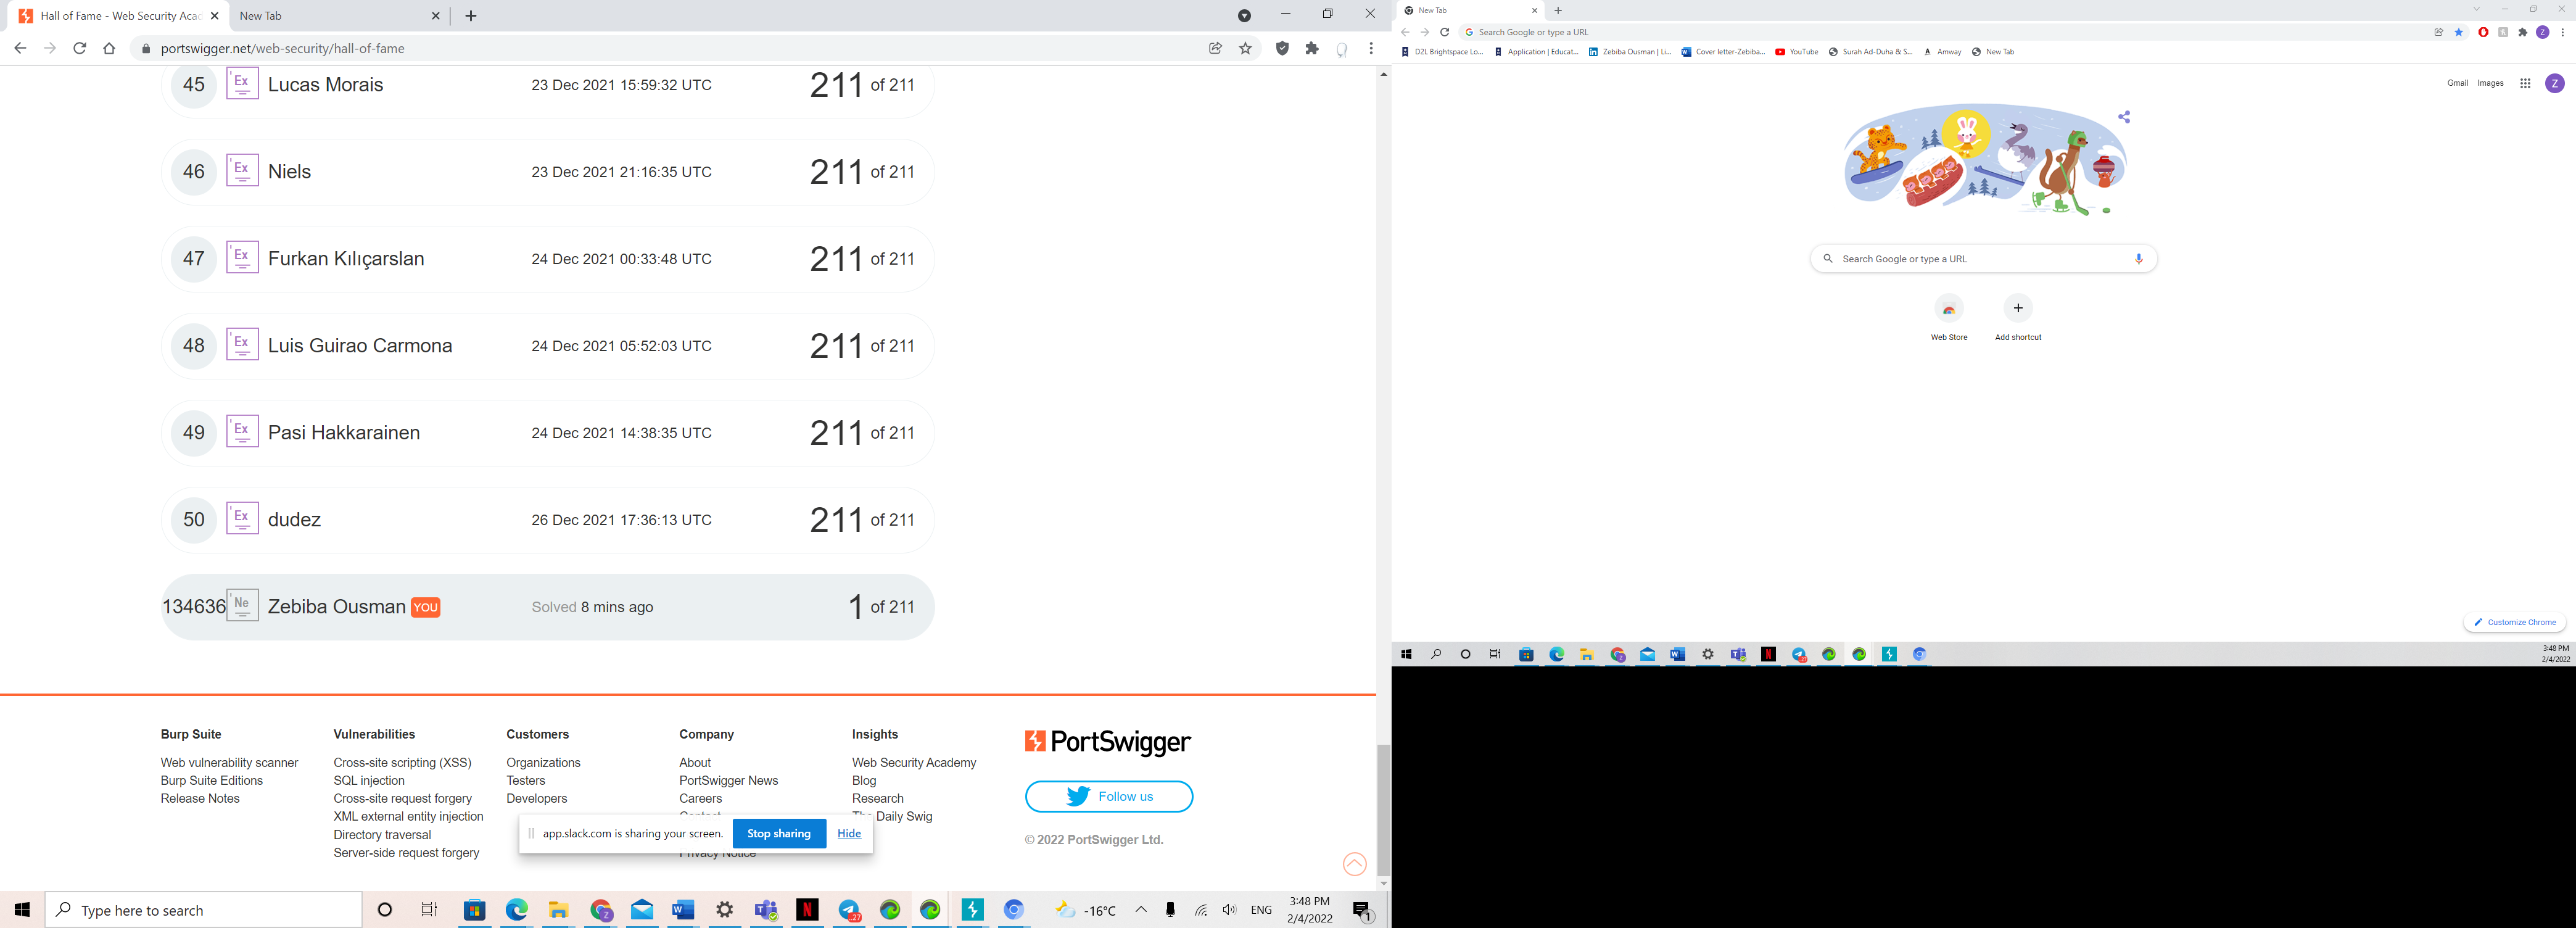 Hall of Fame - Web Security Aca
New Tab
portswigger.net/web-security/hall-of-fame
45 Ex Lucas Morais 23 Dec 2021 15:59:32 UTC 211 of 211
46 Ex Niels 23 Dec 2021 21:16:35 UTC 211 of 211
47 Ex Furkan Kılıçarslan 24 Dec 2021 00:33:48 UTC 211 of 211
48 Ex Luis Guirao Carmona 24 Dec 2021 05:52:03 UTC 211 of 211
49 Ex Pasi Hakkarainen 24 Dec 2021 14:38:35 UTC 211 of 211
50 Ex dudez 26 Dec 2021 17:36:13 UTC 211 of 211
134636 Ne Zebiba Ousman YOU Solved 8 mins ago 1 of 211
Burp Suite
Web vulnerability scanner
Burp Suite Editions
Release Notes
Vulnerabilities
Cross-site scripting (XSS)
SQL injection
Cross-site request forgery
XML external entity injection
Directory traversal
Server-side request forgery
Customers
Organizations
Testers
Developers
Company
About
PortSwigger News
Careers
Contact
Privacy Notice
Insights
Web Security Academy
Blog
Research
The Daily Swig
PortSwigger
Follow us
© 2022 PortSwigger Ltd.
app.slack.com is sharing your screen. Stop sharing Hide
Type here to search
27
-16°C
ENG
3:48 PM
2/4/2022
1
New Tab
Search Google or type a URL
D2L Brightspace Lo... Application | Educat... Zebiba Ousman | Li... Cover letter-Zebiba... YouTube Surah Ad-Duha & S... Amway New Tab
Gmail Images Z
Search Google or type a URL
Web Store
Add shortcut
Customize Chrome
3:48 PM
2/4/2022